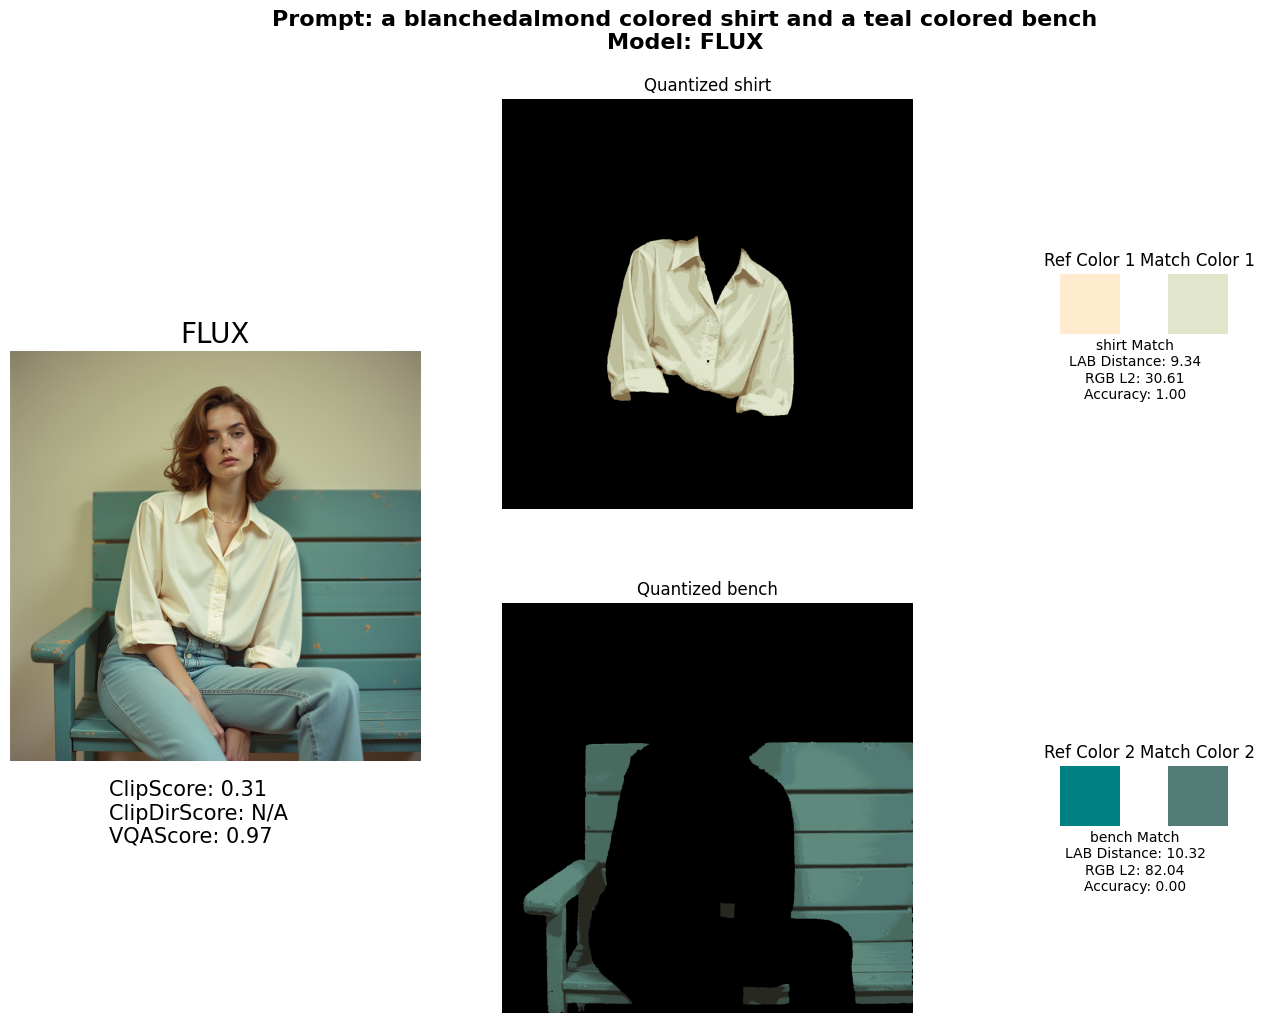 Prompt: a blanchedalmond colored shirt and a teal colored bench
Model: FLUX
Quantized shirt
Ref Color 1 Match Color 1
shirt Match
LAB Distance: 9.34
RGB L2: 30.61
Accuracy: 1.00
FLUX
ClipScore: 0.31
ClipDirScore: N/A
VQAScore: 0.97
Quantized bench
Ref Color 2 Match Color 2
bench Match
LAB Distance: 10.32
RGB L2: 82.04
Accuracy: 0.00